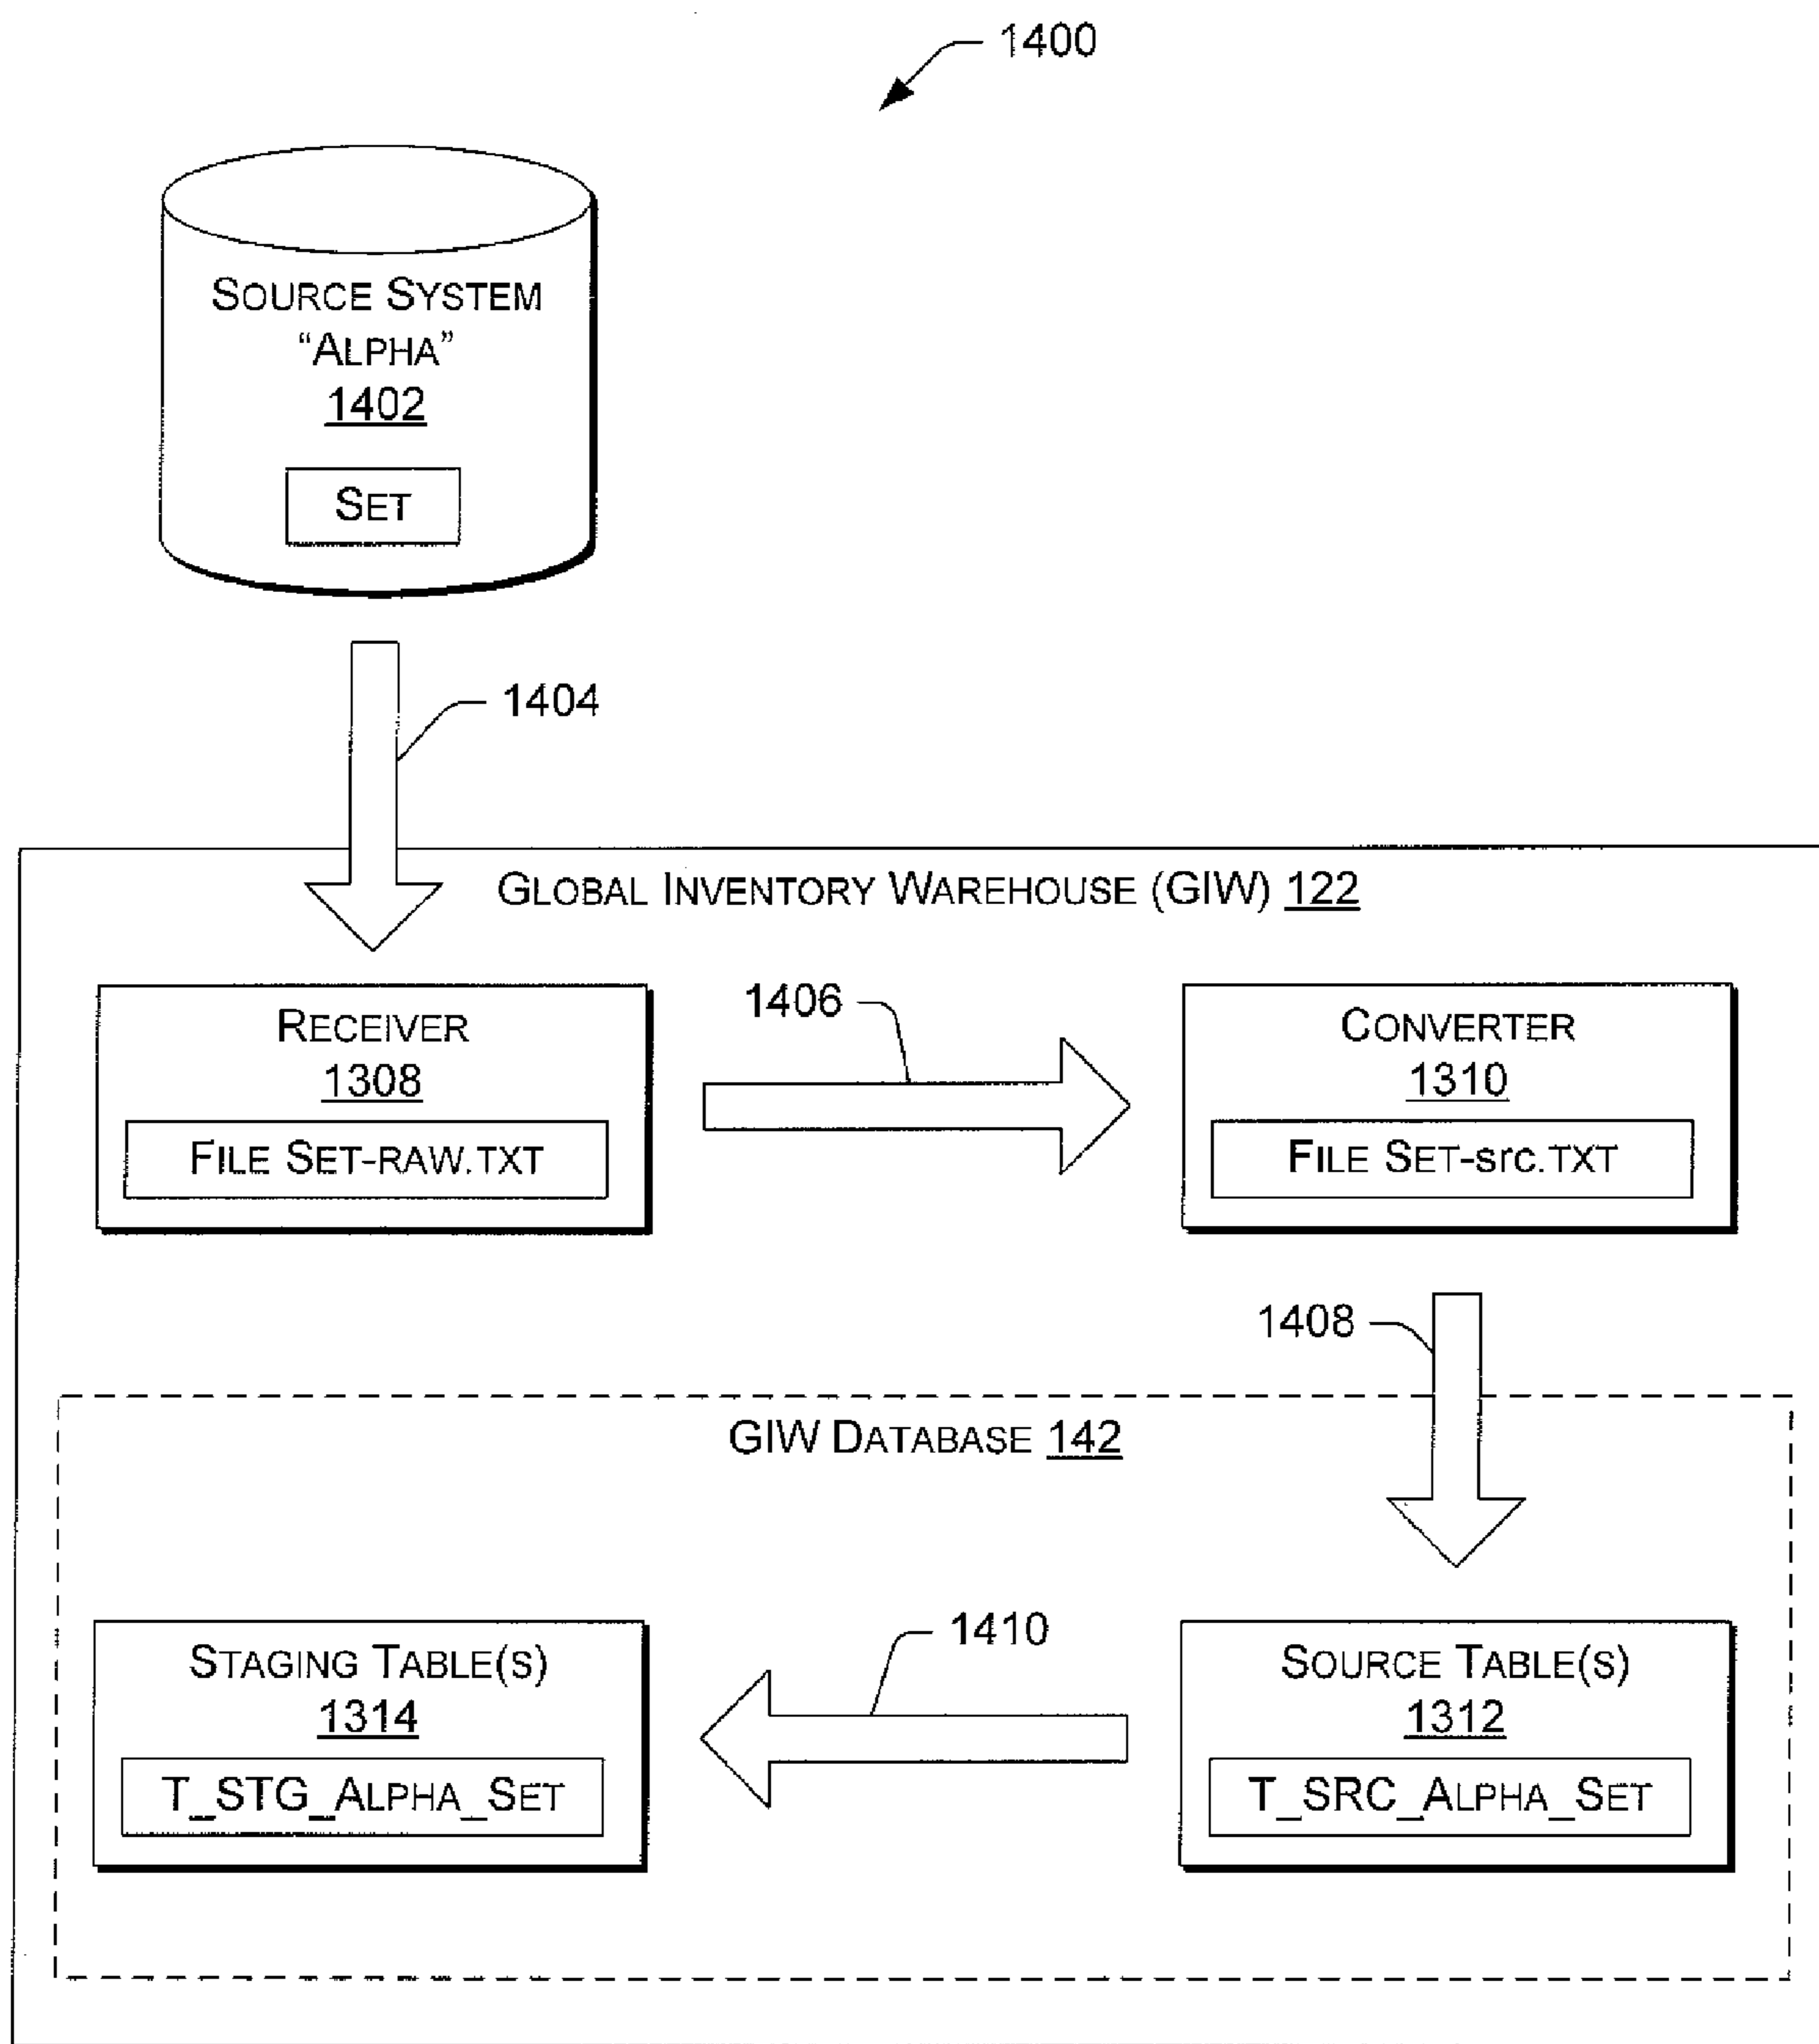 1400
SOURCE SYSTEM
“ALPHA”
1402
SET
1404
GLOBAL INVENTORY WAREHOUSE (GIW) 122
RECEIVER
1308
FILE SET-RAW.TXT
1406
CONVERTER
1310
FILE SET-src.TXT
1408
GIW DATABASE 142
STAGING TABLE(S)
1314
T_STG_ALPHA_SET
1410
SOURCE TABLE(S)
1312
T_SRC_ALPHA_SET